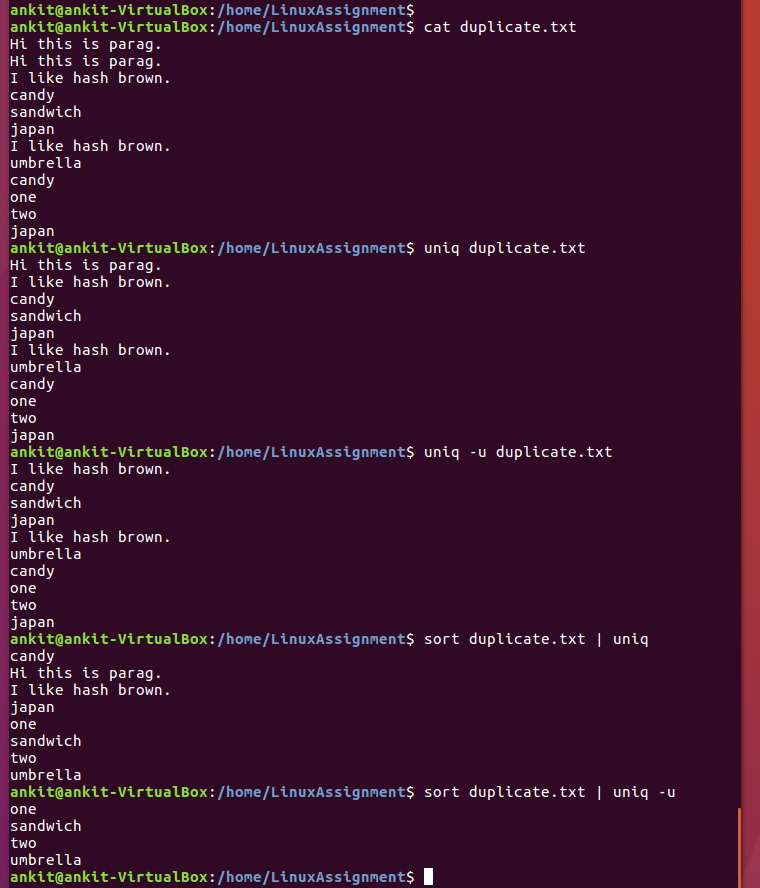 ankit@ankit-VirtualBox:/home/LinuxAssignment$
ankit@ankit-VirtualBox:/home/LinuxAssignment$ cat duplicate.txt
Hi this is parag.
Hi this is parag.
I like hash brown.
candy
sandwich
japan
I like hash brown.
umbrella
candy
one
two
japan
ankit@ankit-VirtualBox:/home/LinuxAssignment$ uniq duplicate.txt
Hi this is parag.
I like hash brown.
candy
sandwich
japan
I like hash brown.
umbrella
candy
one
two
japan
ankit@ankit-VirtualBox:/home/LinuxAssignment$ uniq -u duplicate.txt
I like hash brown.
candy
sandwich
japan
I like hash brown.
umbrella
candy
one
two
japan
ankit@ankit-VirtualBox:/home/LinuxAssignment$ sort duplicate.txt | uniq
candy
Hi this is parag.
I like hash brown.
japan
one
sandwich
two
umbrella
ankit@ankit-VirtualBox:/home/LinuxAssignment$ sort duplicate.txt | uniq -u
one
sandwich
two
umbrella
ankit@ankit-VirtualBox:/home/LinuxAssignment$